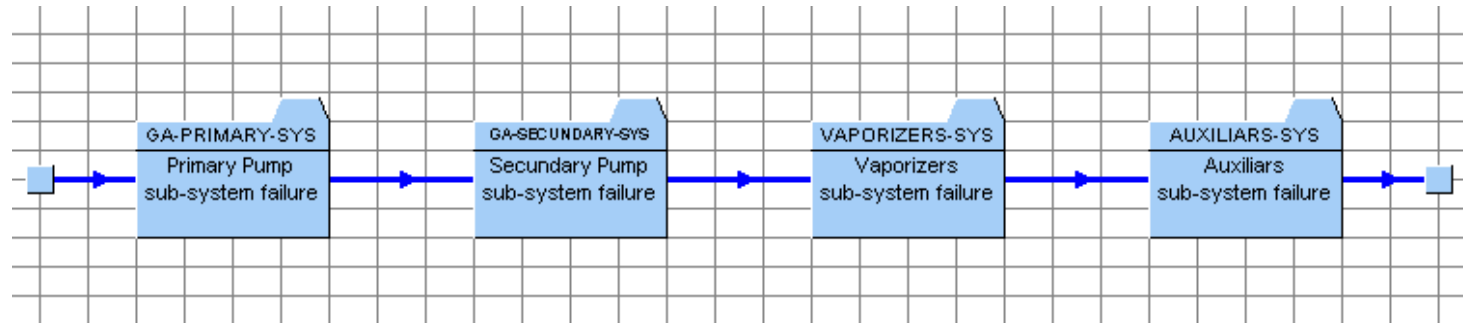 GA-PRIMARY-SYS
Primary Pump
sub-system failure
GA-SECUNDARY-SYS
Secundary Pump
sub-system failure
VAPORIZERS-SYS
Vaporizers
sub-system failure
AUXILIARS-SYS
Auxiliars
sub-system failure